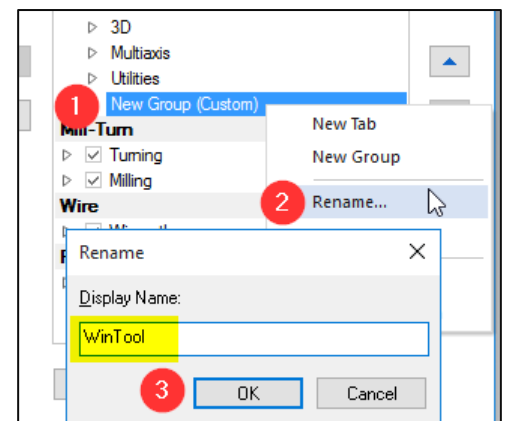 3D
Multiaxis
Utilities
1
New Group (Custom)
New Tab
Mill-Turn
New Group
Turning
Milling
2
Rename...
Wire
Rename
Display Name:
WinTool
3
OK
Cancel